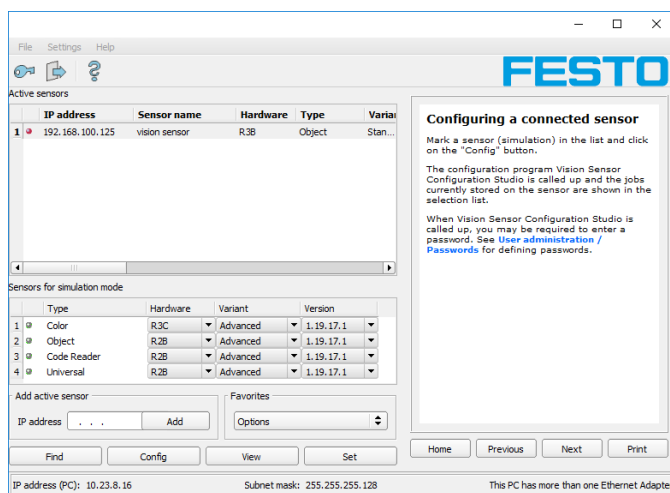 File Settings Help
FESTO
Active sensors
IP address Sensor name Hardware Type Varia
1 192.168.100.125 vision sensor R3B Object Stan...
Sensors for simulation mode
Type Hardware Variant Version
1 Color R3C Advanced 1.19.17.1
2 Object R2B Advanced 1.19.17.1
3 Code Reader R2B Advanced 1.19.17.1
4 Universal R2B Advanced 1.19.17.1
Add active sensor
IP address . . . Add
Favorites
Options
Find Config View Set
Configuring a connected sensor
Mark a sensor (simulation) in the list and click
on the "Config" button.
The configuration program Vision Sensor
Configuration Studio is called up and the jobs
currently stored on the sensor are shown in the
selection list.
When Vision Sensor Configuration Studio is
called up, you may be required to enter a
password. See User administration /
Passwords for defining passwords.
Home Previous Next Print
IP address (PC): 10.23.8.16 Subnet mask: 255.255.255.128 This PC has more than one Ethernet Adapte